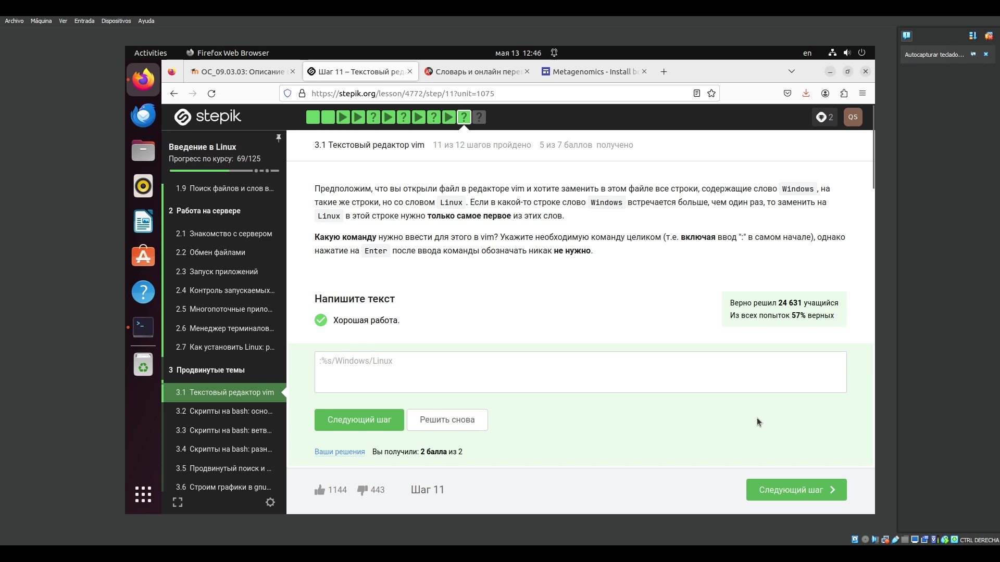 Archivo Máquina Ver Entrada Dispositivos Ayuda
Autocapturar teclado...
Activities Firefox Web Browser мая 13 12:46 en
ОС_09.03.03: Описание Шаг 11 – Текстовый ред Словарь и онлайн пере Metagenomics - Install b
https://stepik.org/lesson/4772/step/11?unit=1075
stepik
2
QS
Введение в Linux
Прогресс по курсу: 69/125
1.9 Поиск файлов и слов в...
2 Работа на сервере
2.1 Знакомство с сервером
2.2 Обмен файлами
2.3 Запуск приложений
2.4 Контроль запускаемых...
2.5 Многопоточные прило...
2.6 Менеджер терминалов...
2.7 Как установить Linux: р...
3 Продвинутые темы
3.1 Текстовый редактор vim
3.2 Скрипты на bash: осно...
3.3 Скрипты на bash: ветв...
3.4 Скрипты на bash: разн...
3.5 Продвинутый поиск и ...
3.6 Строим графики в gnu...
3.1 Текстовый редактор vim 11 из 12 шагов пройдено 5 из 7 баллов получено
Предположим, что вы открыли файл в редакторе vim и хотите заменить в этом файле все строки, содержащие слово Windows , на
такие же строки, но со словом Linux . Если в какой-то строке слово Windows встречается больше, чем один раз, то заменить на
Linux в этой строке нужно только самое первое из этих слов.
Какую команду нужно ввести для этого в vim? Укажите необходимую команду целиком (т.е. включая ввод ":" в самом начале), однако
нажатие на Enter после ввода команды обозначать никак не нужно.
Напишите текст
Хорошая работа.
Верно решил 24 631 учащийся
Из всех попыток 57% верных
:%s/Windows/Linux
Следующий шаг Решить снова
Ваши решения Вы получили: 2 балла из 2
1144 443 Шаг 11 Следующий шаг
CTRL DERECHA